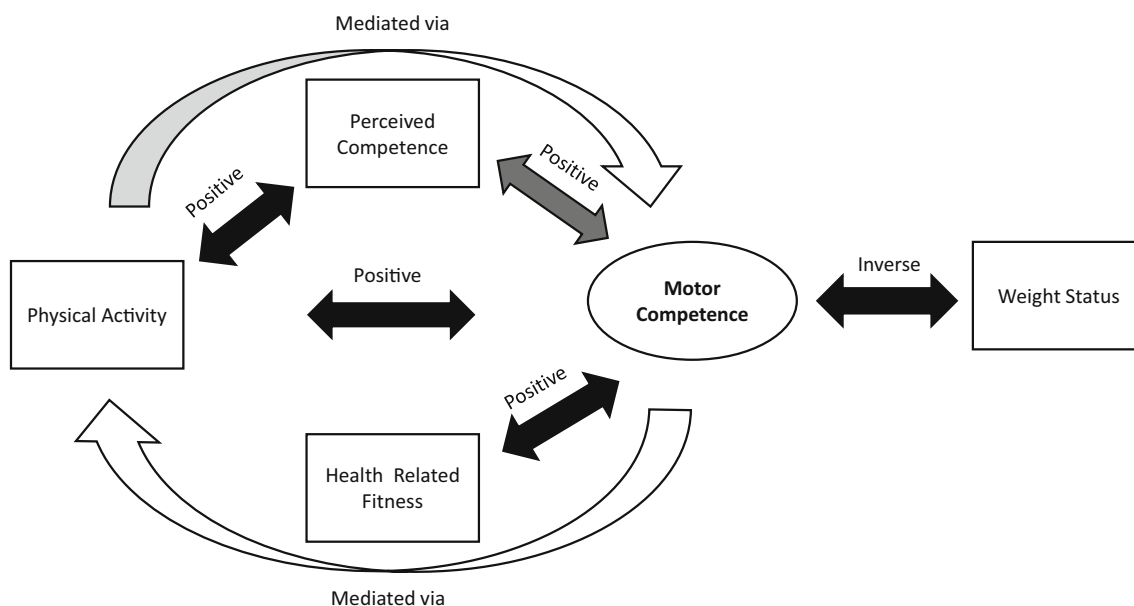 Mediated via
Perceived
Competence
Positive
Positive
Physical Activity
Positive
Motor
Competence
Inverse
Weight Status
Positive
Health Related
Fitness
Mediated via